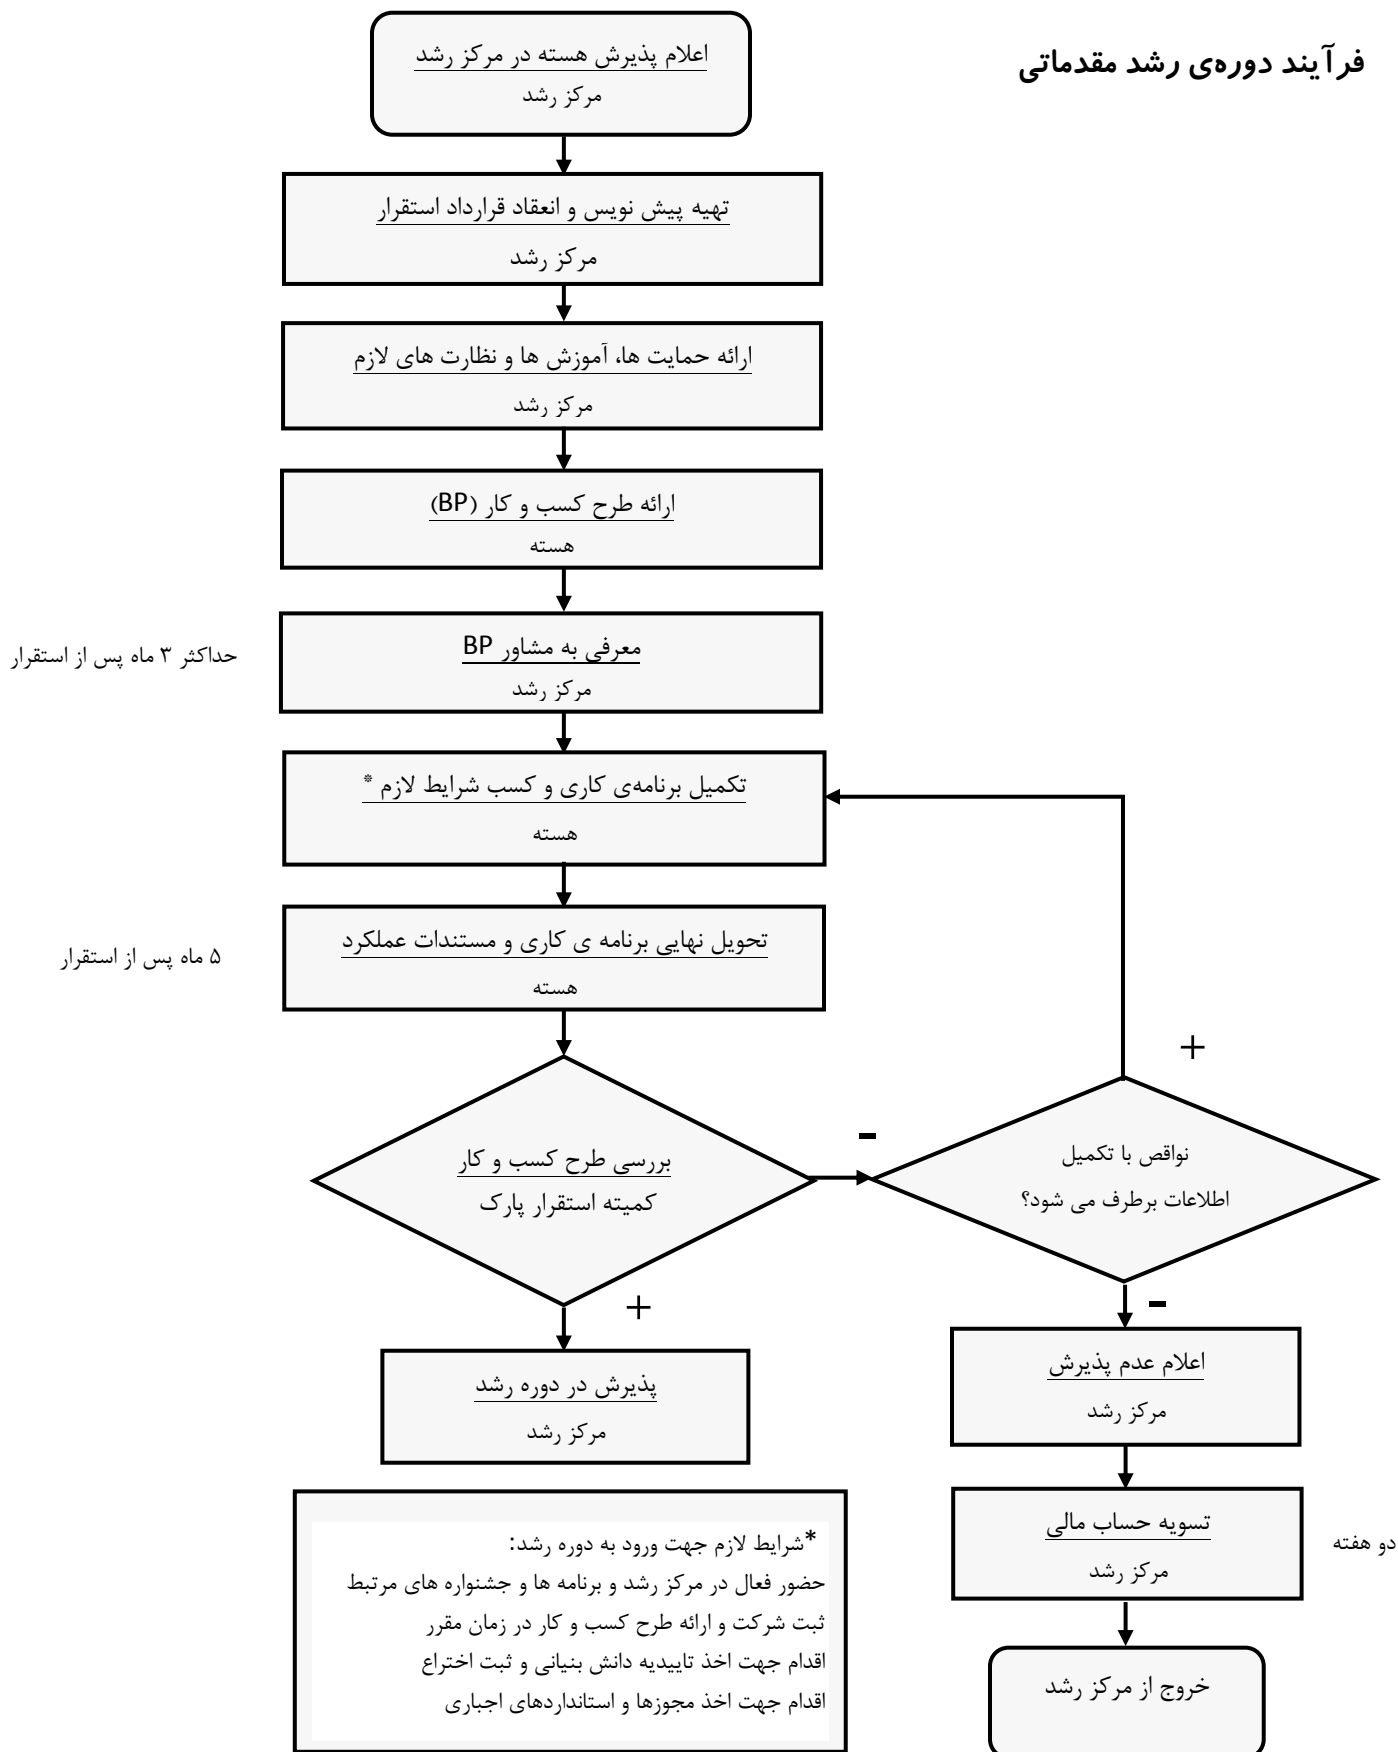 فرآیند دوره‌ی رشد مقدماتی
اعلام پذیرش هسته در مرکز رشد
مرکز رشد
تهیه پیش نویس و انعقاد قرارداد استقرار
مرکز رشد
ارائه حمایت ها، آموزش ها و نظارت های لازم
مرکز رشد
ارائه طرح کسب و کار (BP)
هسته
معرفی به مشاور BP
مرکز رشد
حداکثر ۳ ماه پس از استقرار
تکمیل برنامه‌ی کاری و کسب شرایط لازم *
هسته
تحویل نهایی برنامه ی کاری و مستندات عملکرد
هسته
۵ ماه پس از استقرار
بررسی طرح کسب و کار
کمیته استقرار پارک
-
نواقص با تکمیل
اطلاعات برطرف می شود؟
+
+
پذیرش در دوره رشد
مرکز رشد
-
اعلام عدم پذیرش
مرکز رشد
تسویه حساب مالی
مرکز رشد
دو هفته
خروج از مرکز رشد
*شرایط لازم جهت ورود به دوره رشد:
حضور فعال در مرکز رشد و برنامه ها و جشنواره های مرتبط
ثبت شرکت و ارائه طرح کسب و کار در زمان مقرر
اقدام جهت اخذ تاییدیه دانش بنیانی و ثبت اختراع
اقدام جهت اخذ مجوزها و استانداردهای اجباری